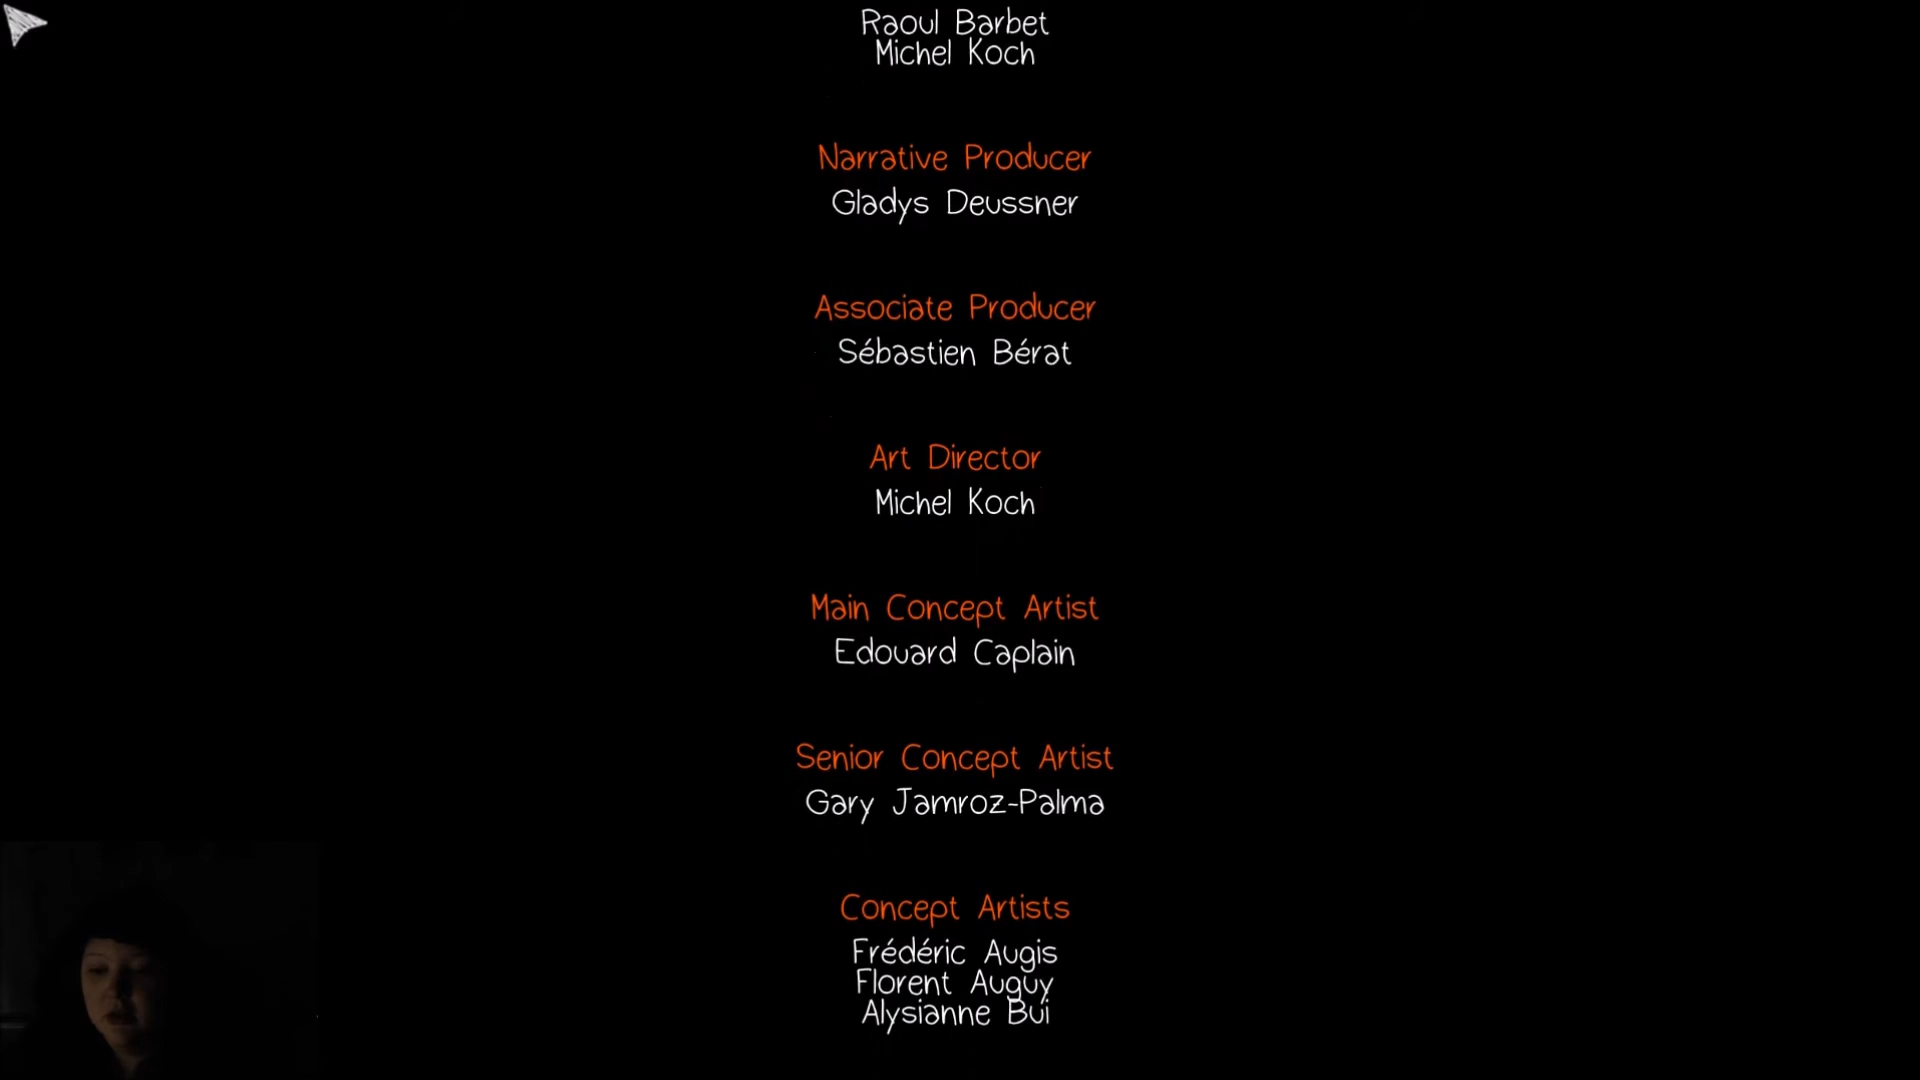 Raoul Barbet
Michel Koch
Narrative Producer
Gladys Deussner
Associate Producer
Sébastien Bérat
Art Director
Michel Koch
Main Concept Artist
Edouard Caplain
Senior Concept Artist
Gary Jamroz-Palma
Concept Artists
Frédéric Augis
Florent Auguy
Alysianne Bui